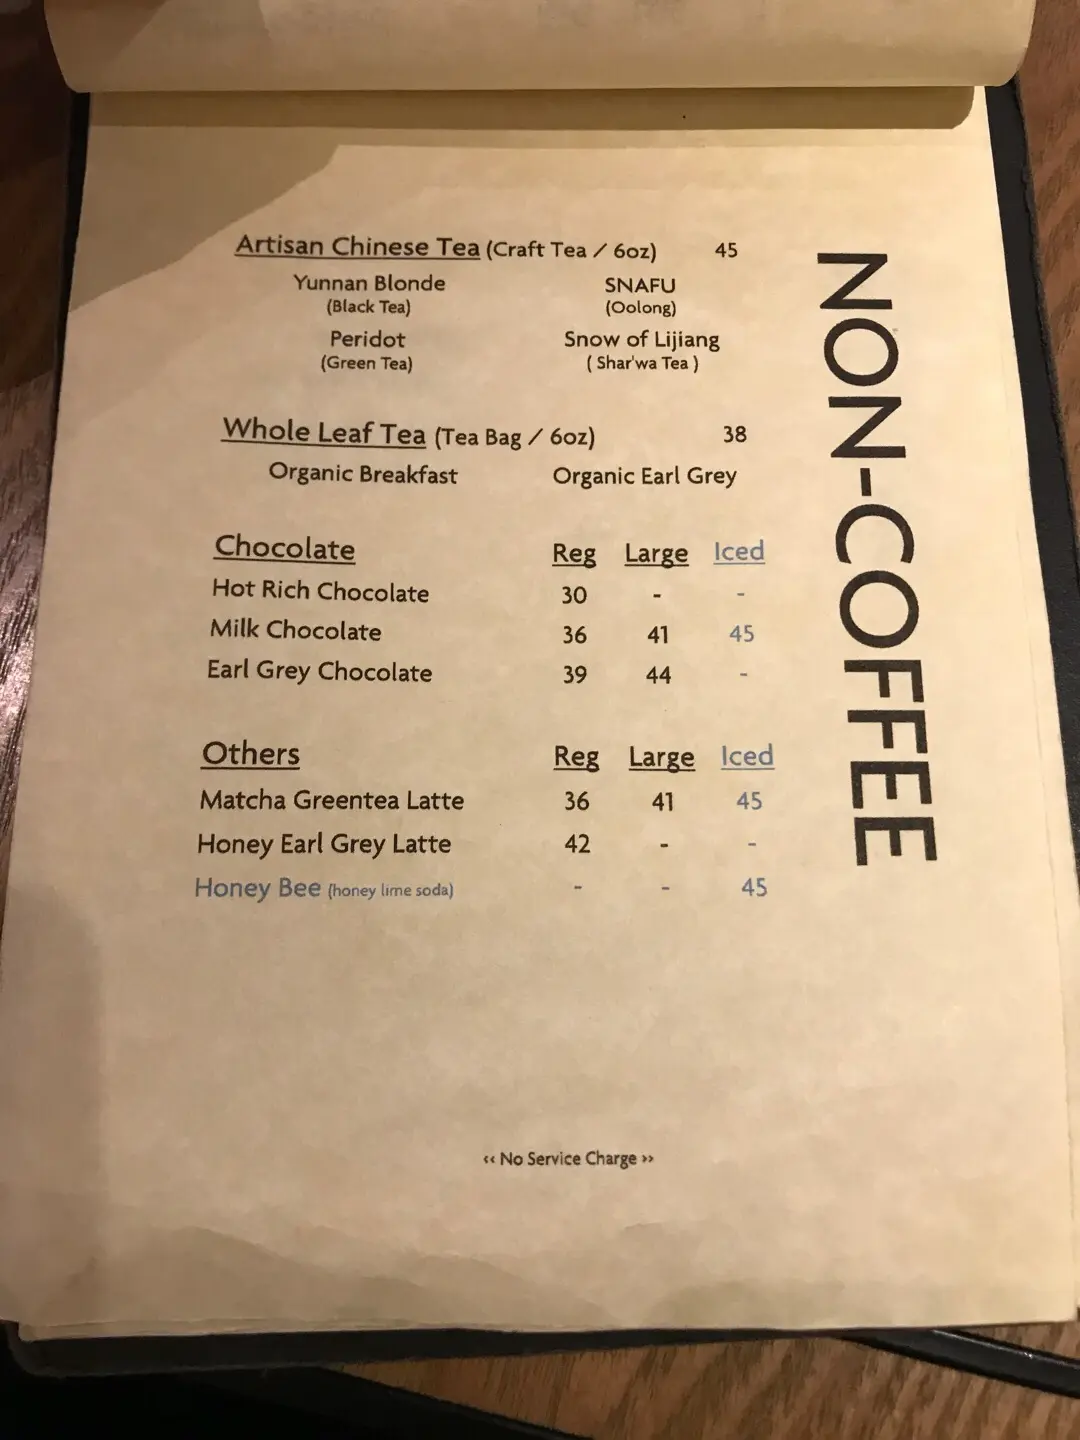 Artisan Chinese Tea (Craft Tea / 6oz) 45
Yunnan Blonde SNAFU
(Black Tea) (Oolong)
Peridot Snow of Lijiang
(Green Tea) ( Shar'wa Tea )
Whole Leaf Tea (Tea Bag / 6oz) 38
Organic Breakfast Organic Earl Grey
Chocolate Reg Large Iced
Hot Rich Chocolate 30 - -
Milk Chocolate 36 41 45
Earl Grey Chocolate 39 44 -
Others Reg Large Iced
Matcha Greentea Latte 36 41 45
Honey Earl Grey Latte 42 - -
Honey Bee (honey lime soda) - - 45
NON-COFFEE
‹‹ No Service Charge ››